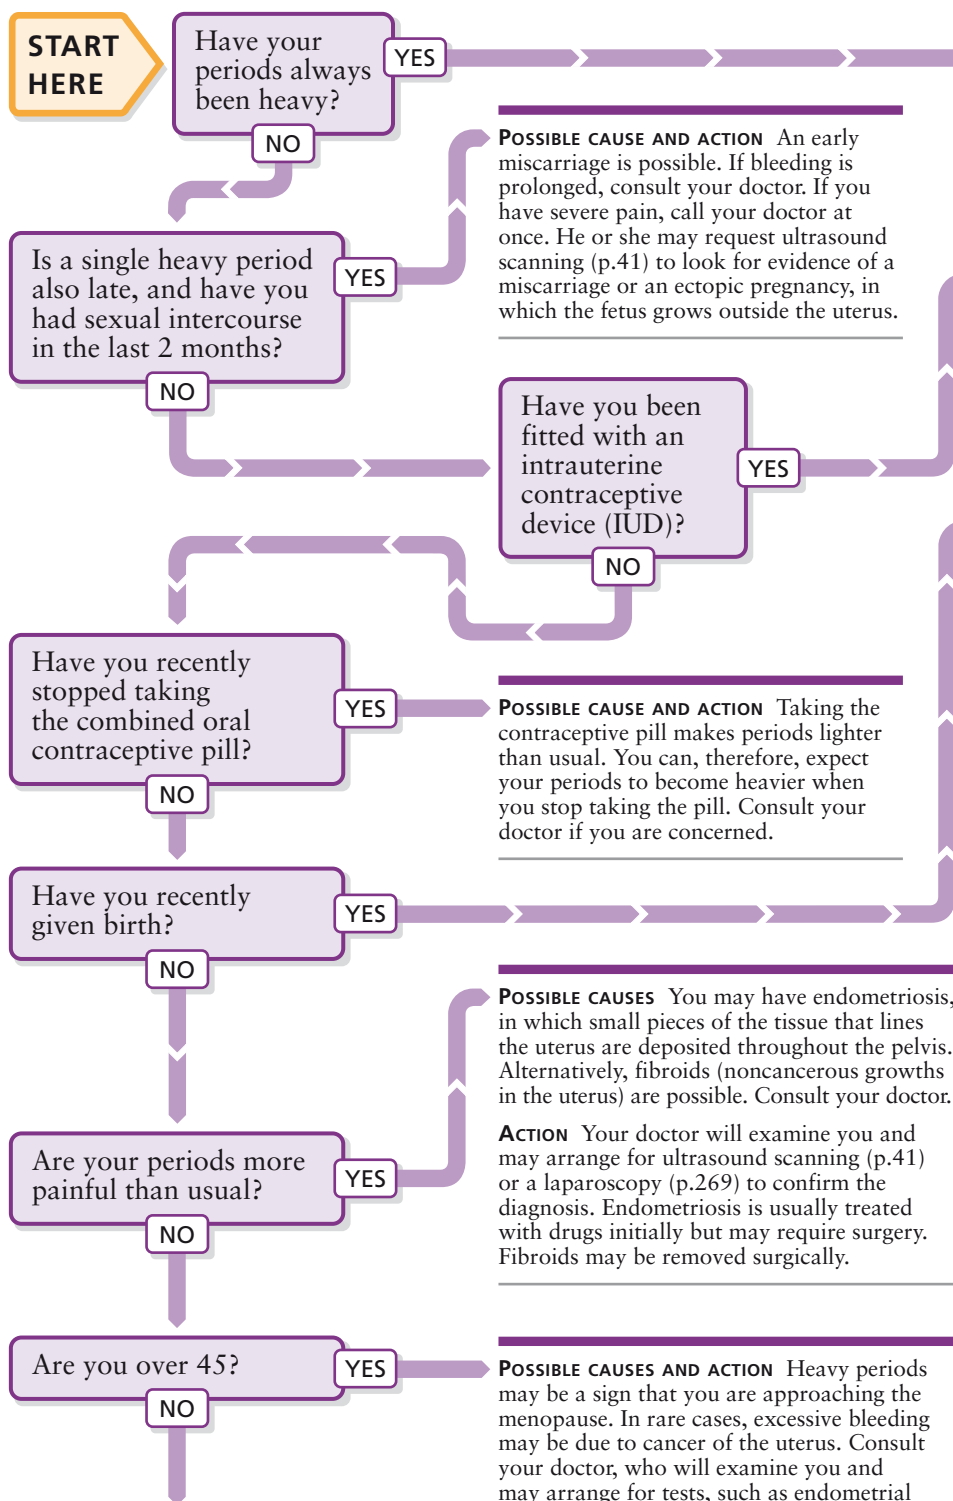 START
HERE
Have your
periods always
been heavy?
YES
NO
POSSIBLE CAUSE AND ACTION An early
miscarriage is possible. If bleeding is
prolonged, consult your doctor. If you
have severe pain, call your doctor at
once. He or she may request ultrasound
scanning (p.41) to look for evidence of a
miscarriage or an ectopic pregnancy, in
which the fetus grows outside the uterus.
Is a single heavy period
also late, and have you
had sexual intercourse
in the last 2 months?
YES
NO
Have you been
fitted with an
intrauterine
contraceptive
device (IUD)?
YES
NO
Have you recently
stopped taking
the combined oral
contraceptive pill?
YES
NO
POSSIBLE CAUSE AND ACTION Taking the
contraceptive pill makes periods lighter
than usual. You can, therefore, expect
your periods to become heavier when
you stop taking the pill. Consult your
doctor if you are concerned.
Have you recently
given birth?
YES
NO
POSSIBLE CAUSES You may have endometriosis,
in which small pieces of the tissue that lines
the uterus are deposited throughout the pelvis.
Alternatively, fibroids (noncancerous growths
in the uterus) are possible. Consult your doctor.
ACTION Your doctor will examine you and
may arrange for ultrasound scanning (p.41)
or a laparoscopy (p.269) to confirm the
diagnosis. Endometriosis is usually treated
with drugs initially but may require surgery.
Fibroids may be removed surgically.
Are your periods more
painful than usual?
YES
NO
Are you over 45?
YES
NO
POSSIBLE CAUSES AND ACTION Heavy periods
may be a sign that you are approaching the
menopause. In rare cases, excessive bleeding
may be due to cancer of the uterus. Consult
your doctor, who will examine you and
may arrange for tests, such as endometrial